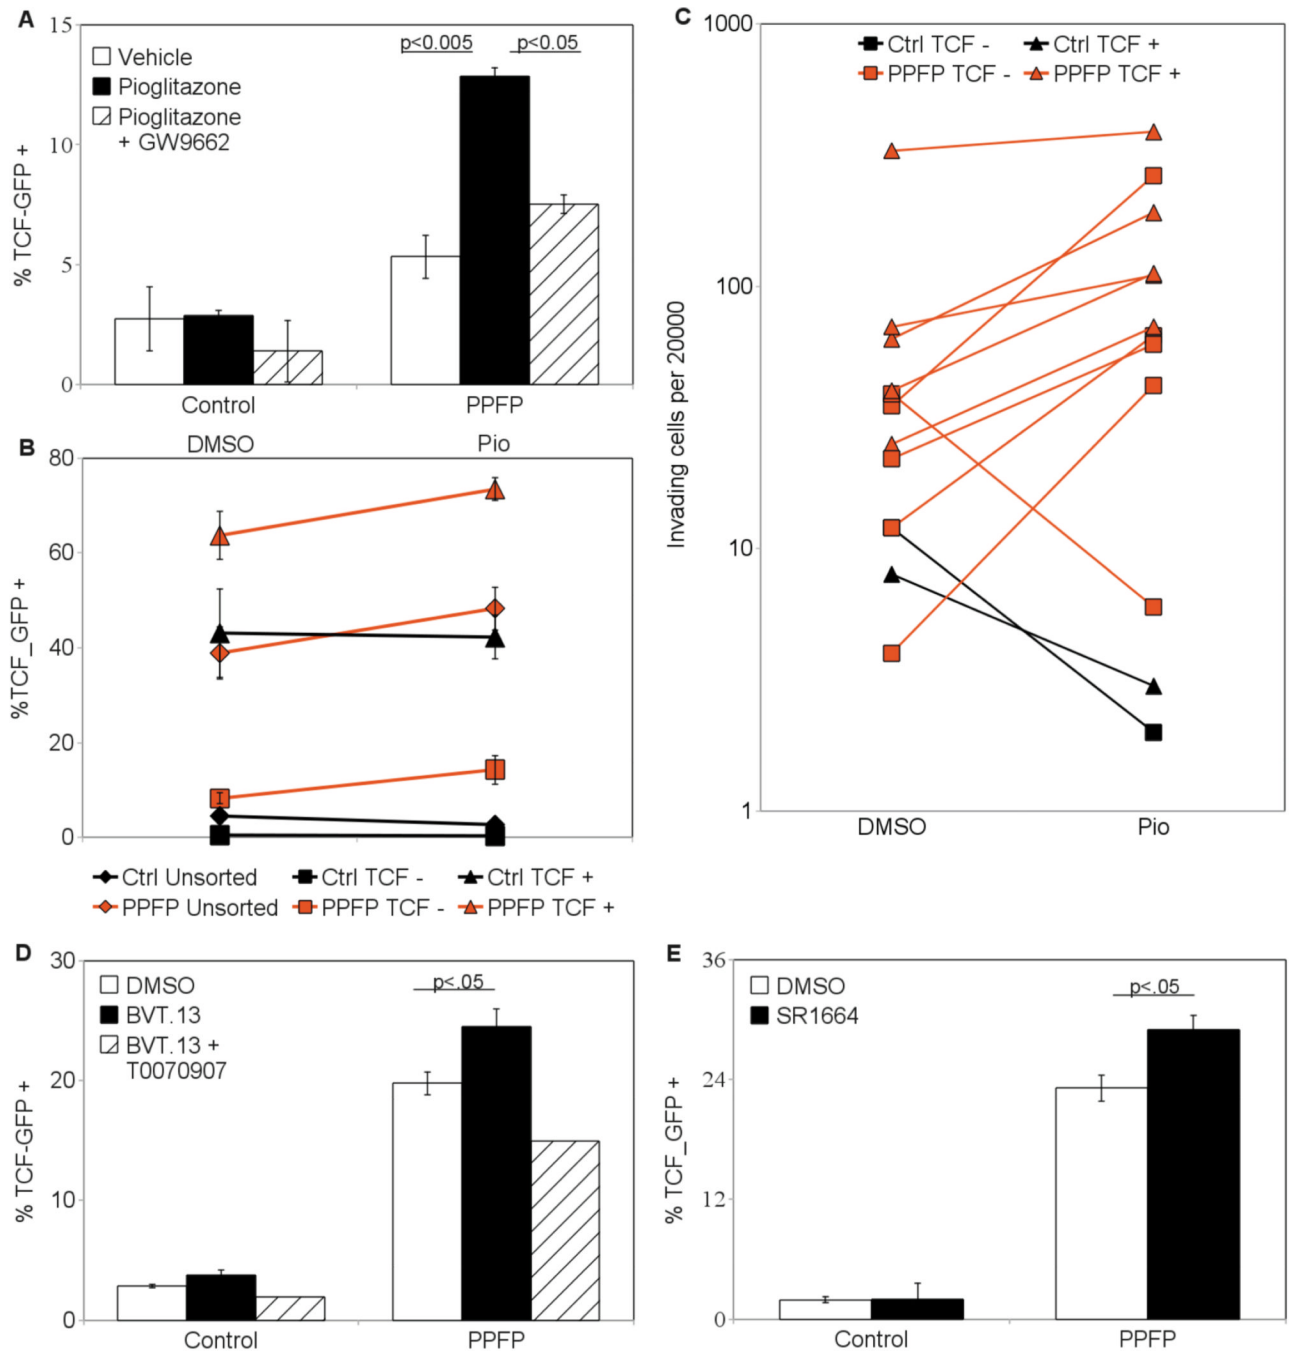 A
15
10
5
0
% TCF-GFP +
Vehicle
Pioglitazone
Pioglitazone
+ GW9662
p<0.005
p<0.05
Control
PPFP
B
DMSO
Pio
80
60
40
20
0
%TCF_GFP +
Ctrl Unsorted
Ctrl TCF -
Ctrl TCF +
PPFP Unsorted
PPFP TCF -
PPFP TCF +
C
1000
100
10
1
Invading cells per 20000
Ctrl TCF -
Ctrl TCF +
PPFP TCF -
PPFP TCF +
DMSO
Pio
D
30
20
10
0
% TCF-GFP +
DMSO
BVT.13
BVT.13 +
T0070907
p<.05
Control
PPFP
E
36
24
12
0
% TCF_GFP +
DMSO
SR1664
p<.05
Control
PPFP